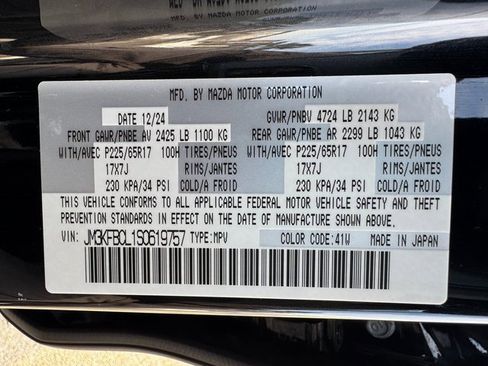 MFD. BY MAZDA MOTOR CORPORATION
DATE 12/24 GVWR/PNBV 4724 LB 2143 KG
FRONT GAWR/PNBE AV 2425 LB 1100 KG REAR GAWR/PNBE AR 2299 LB 1043 KG
WITH/AVEC P225/65R17 100H TIRES/PNEUS WITH/AVEC P225/65R17 100H TIRES/PNEUS
17X7J RIMS/JANTES 17X7J RIMS/JANTES
230 KPA/34 PSI COLD/A FROID 230 KPA/34 PSI COLD/A FROID
THIS VEHICLE CONFORMS TO ALL APPLICABLE FEDERAL MOTOR VEHICLE SAFETY AND THEFT
PREVENTION STANDARDS IN EFFECT ON THE DATE OF MANUFACTURE SHOWN ABOVE.
VIN: JM3KFBCL1S0619757 TYPE:MPV COLOR CODE:41W MADE IN JAPAN